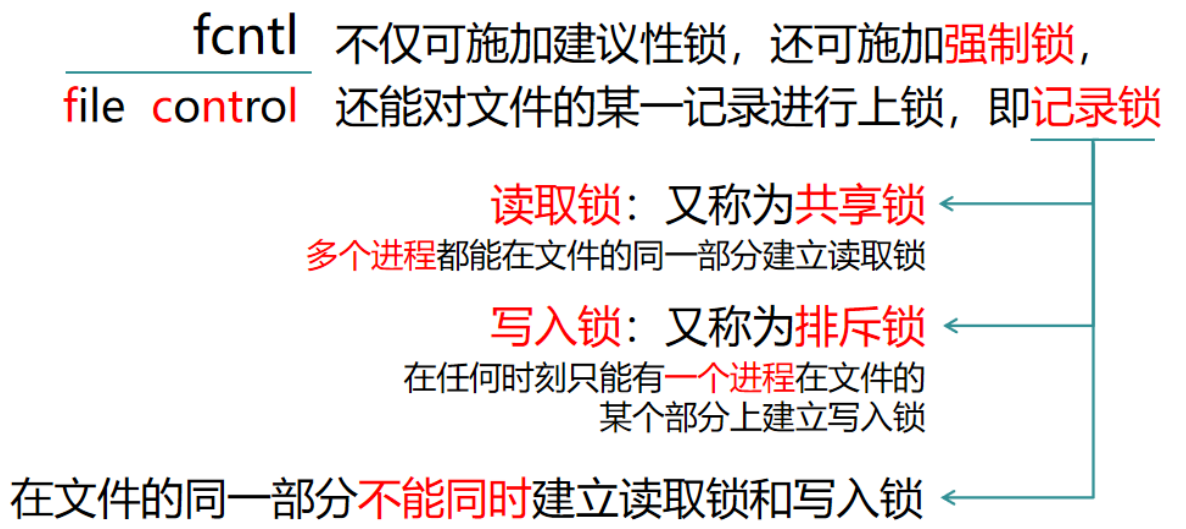 fcntl 不仅可施加建议性锁，还可施加强制锁，
file control 还能对文件的某一记录进行上锁，即记录锁
读取锁：又称为共享锁
多个进程都能在文件的同一部分建立读取锁
写入锁：又称为排斥锁
在任何时刻只能有一个进程在文件的
某个部分上建立写入锁
在文件的同一部分不能同时建立读取锁和写入锁